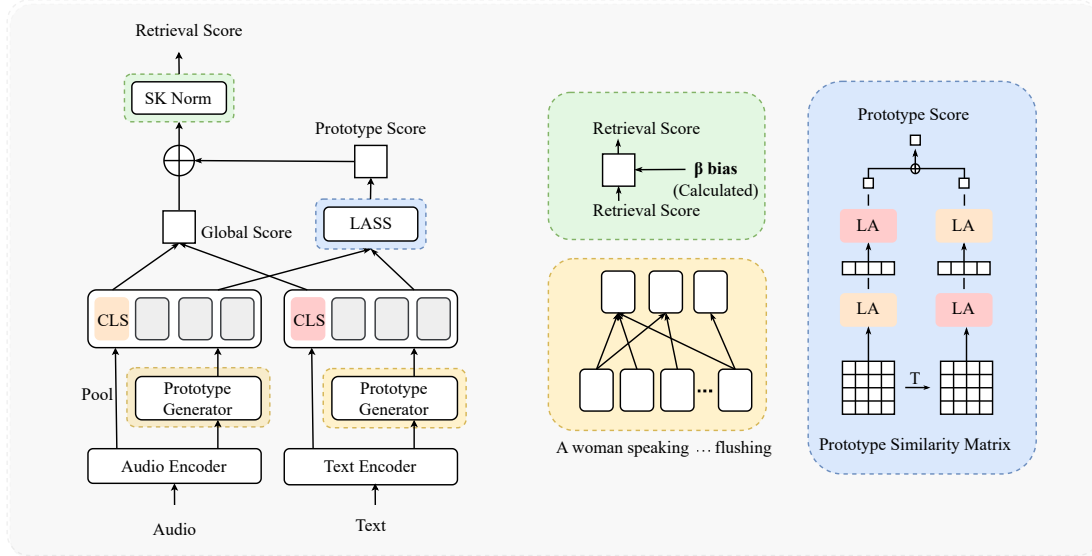 Retrieval Score
SK Norm
Prototype Score
LASS
Global Score
CLS
CLS
Pool
Prototype
Generator
Prototype
Generator
Audio Encoder
Text Encoder
Audio
Text
Retrieval Score
β bias
(Calculated)
Retrieval Score
...
A woman speaking ... flushing
Prototype Score
LA
LA
LA
LA
T
Prototype Similarity Matrix